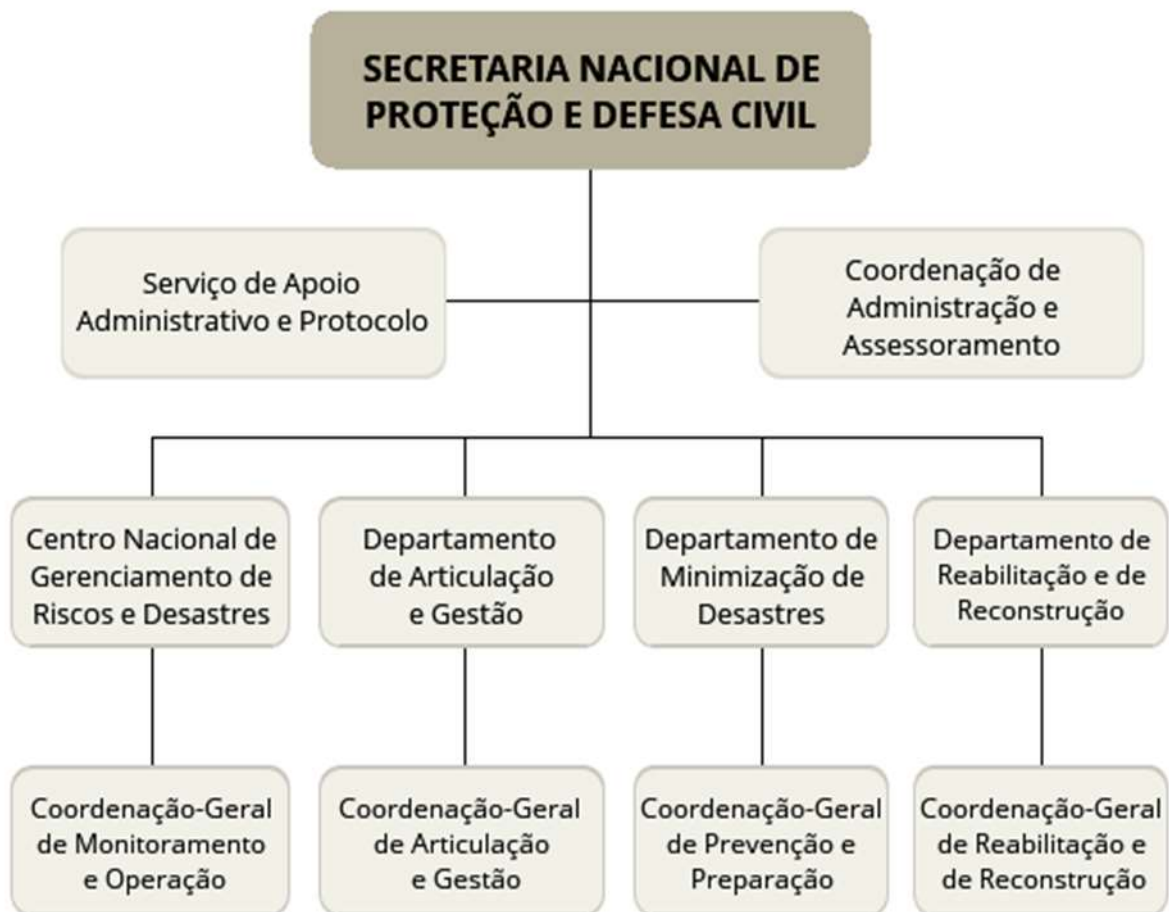 SECRETARIA NACIONAL DE
PROTEÇÃO E DEFESA CIVIL
Serviço de Apoio
Administrativo e Protocolo
Coordenação de
Administração e
Assessoramento
Centro Nacional de
Gerenciamento de
Riscos e Desastres
Departamento
de Articulação
e Gestão
Departamento de
Minimização de
Desastres
Departamento de
Reabilitação e de
Reconstrução
Coordenação-Geral
de Monitoramento
e Operação
Coordenação-Geral
de Articulação
e Gestão
Coordenação-Geral
de Prevenção e
Preparação
Coordenação-Geral
de Reabilitação e
de Reconstrução